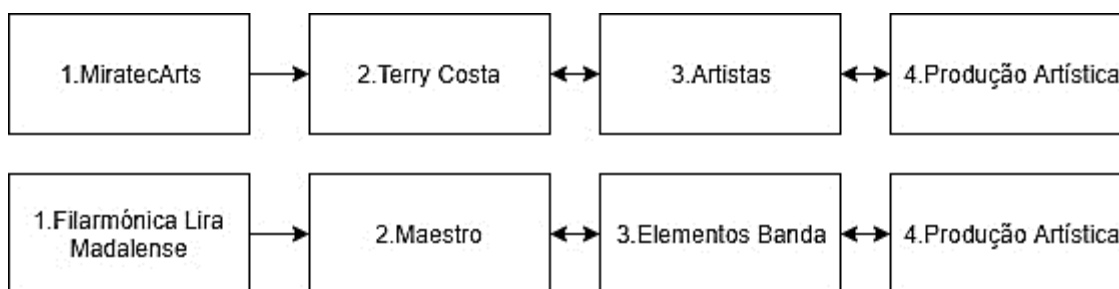 1.MiratecArts
2.Terry Costa
3.Artistas
4.Produção Artística
1.Filarmónica Lira
Madalense
2.Maestro
3.Elementos Banda
4.Produção Artística